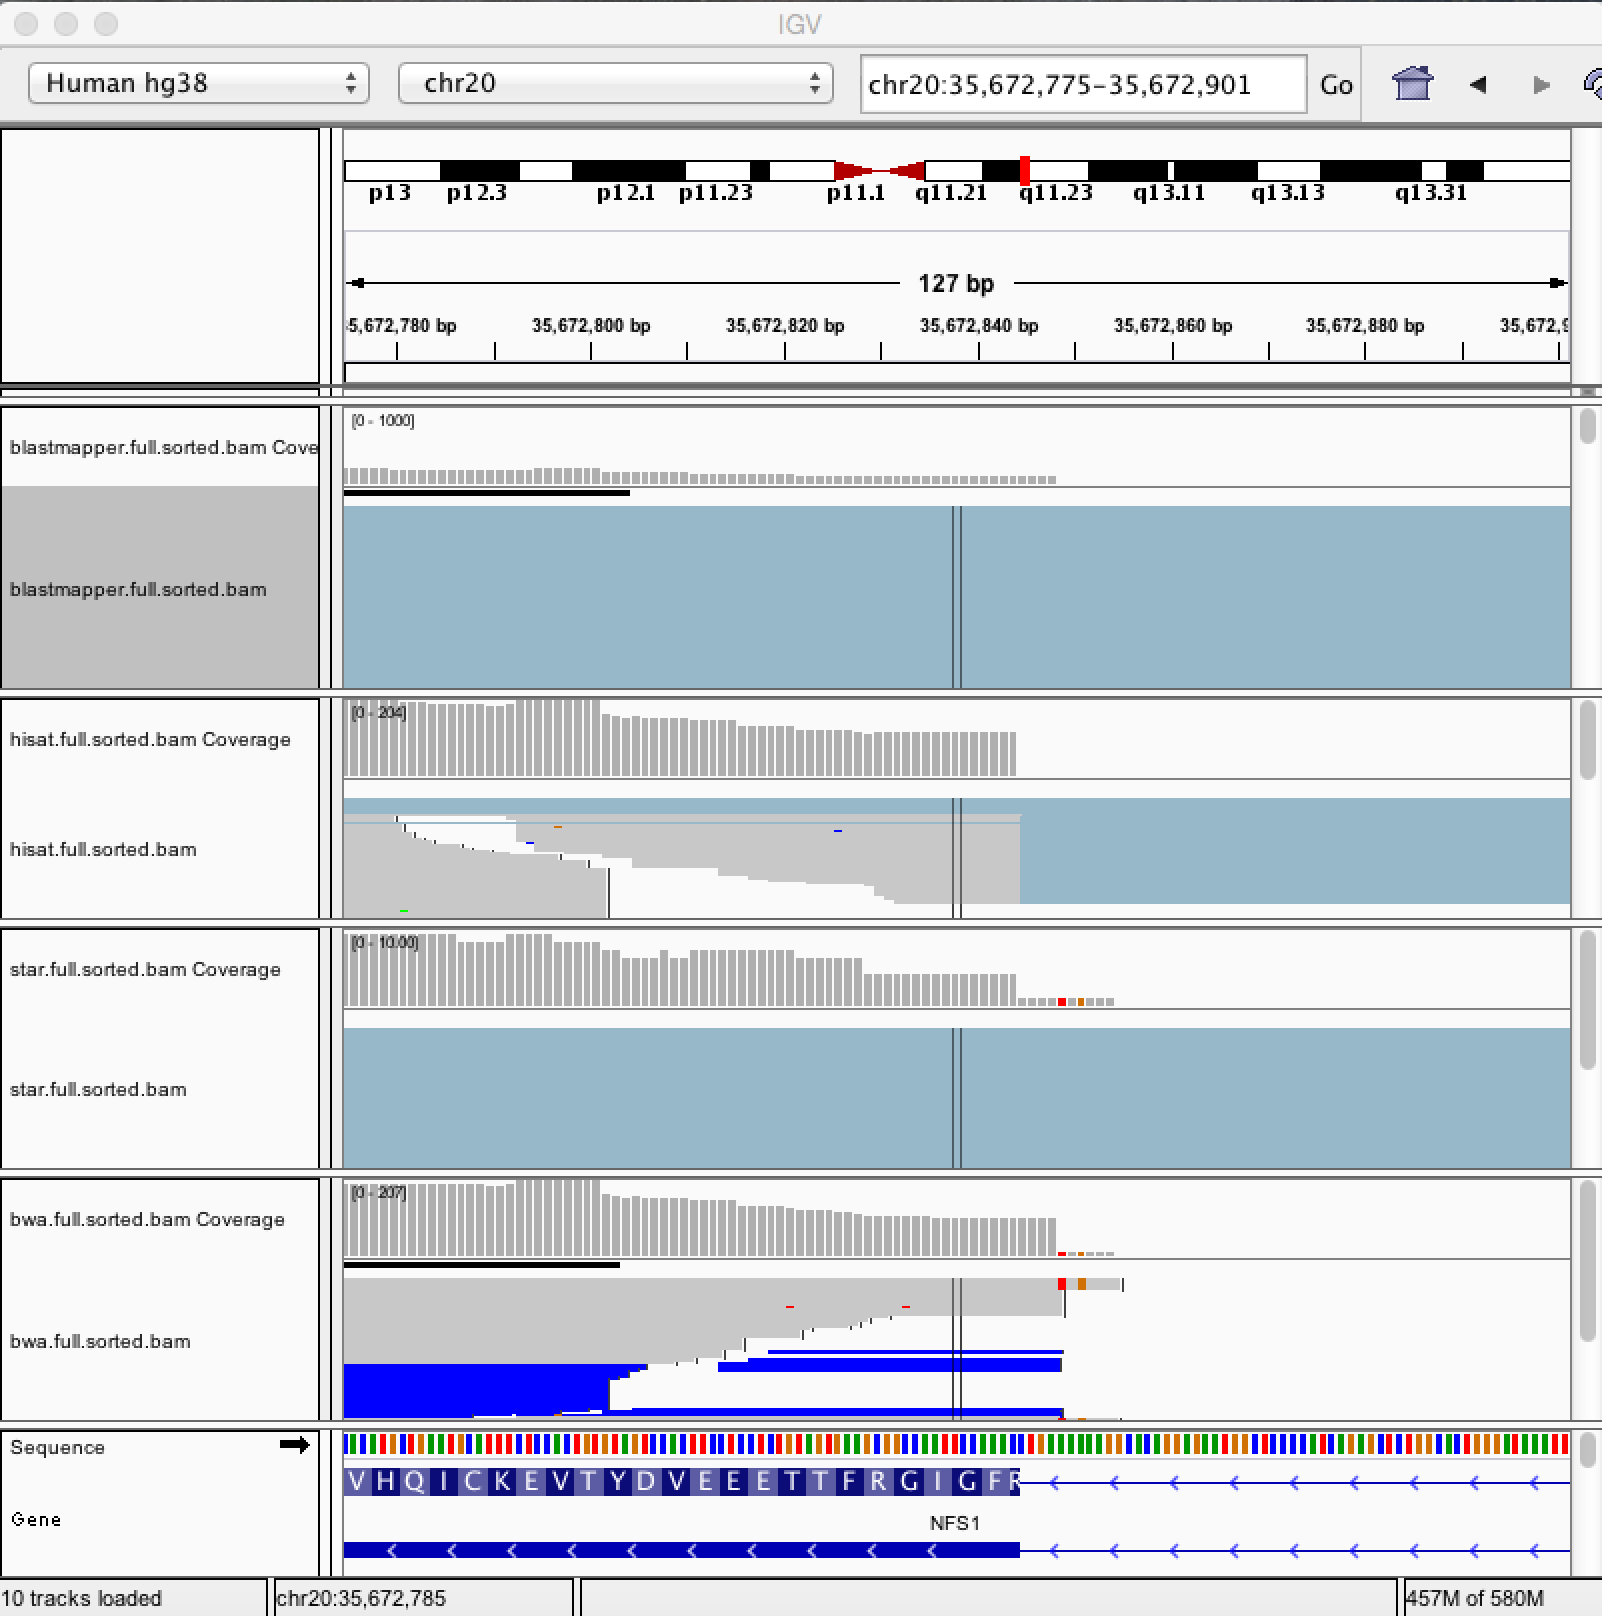 IGV
Human hg38 chr20 chr20:35,672,775-35,672,901 Go
p13 p12.3 p12.1 p11.23 p11.1 q11.21 q11.23 q13.11 q13.13 q13.31
127 bp
35,672,780 bp 35,672,800 bp 35,672,820 bp 35,672,840 bp 35,672,860 bp 35,672,880 bp 35,672,9
[0 - 1000]
blastmapper.full.sorted.bam Cove
blastmapper.full.sorted.bam
[0 - 204]
hisat.full.sorted.bam Coverage
hisat.full.sorted.bam
[0 - 10.00]
star.full.sorted.bam Coverage
star.full.sorted.bam
[0 - 207]
bwa.full.sorted.bam Coverage
bwa.full.sorted.bam
Sequence
V H Q I C K E V T Y D V E E E T T F R G I G F R
Gene
NFS1
10 tracks loaded chr20:35,672,785 457M of 580M